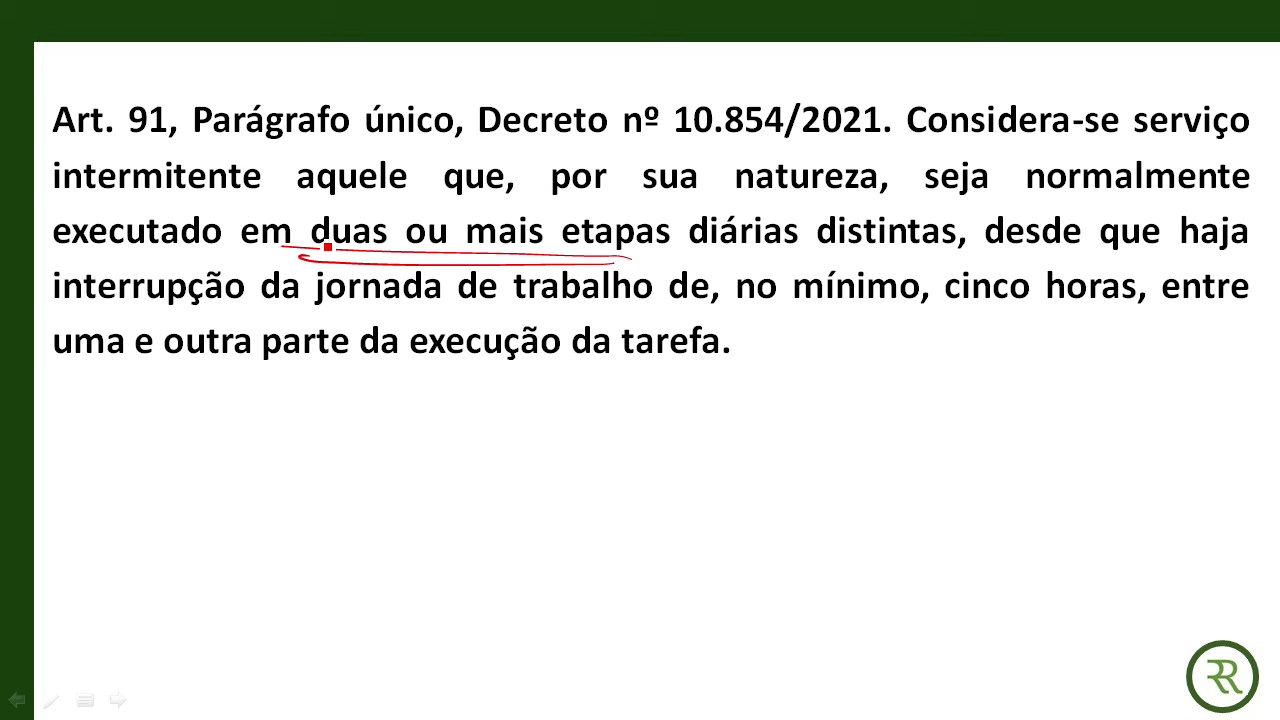 Art. 91, Parágrafo único, Decreto nº 10.854/2021. Considera-se serviço
intermitente aquele que, por sua natureza, seja normalmente
executado em duas ou mais etapas diárias distintas, desde que haja
interrupção da jornada de trabalho de, no mínimo, cinco horas, entre
uma e outra parte da execução da tarefa.
RR